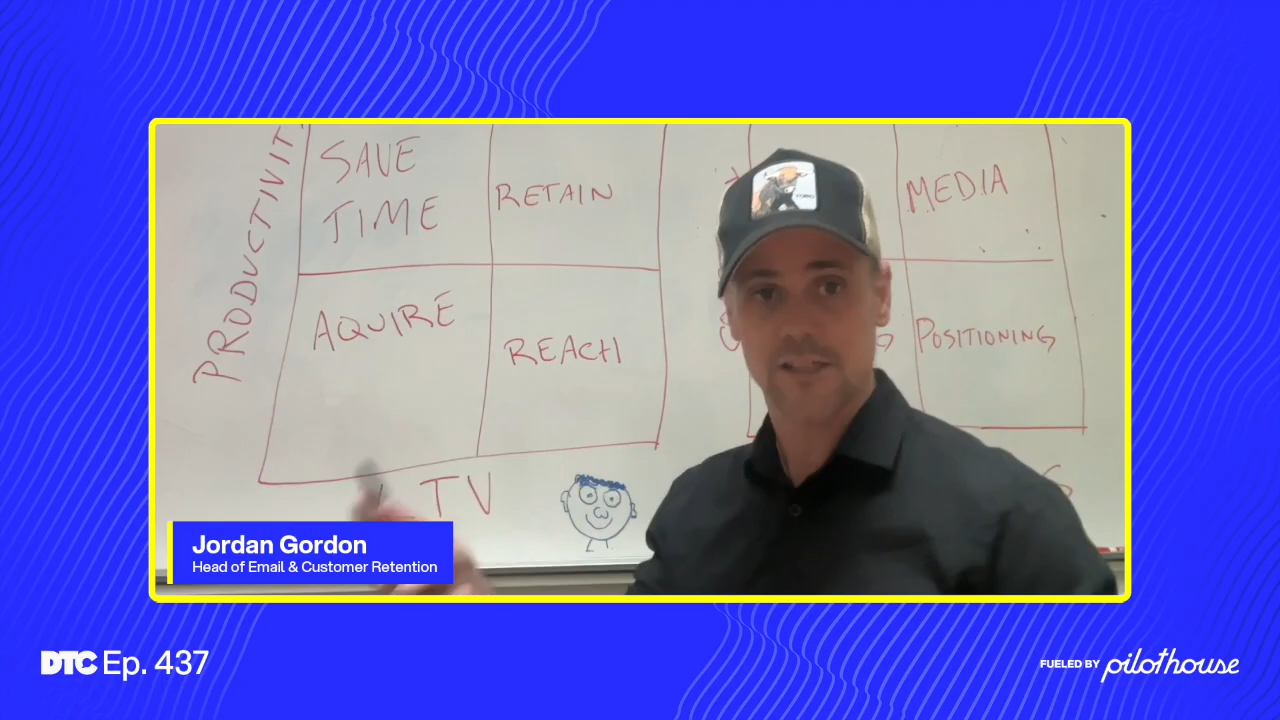 PRODUCTIVIT
SAVE
TIME
RETAIN
AQUIRE
REACH
TV
MEDIA
POSITIONING
Jordan Gordon
Head of Email & Customer Retention
DTC Ep. 437
FUELED BY pilothouse